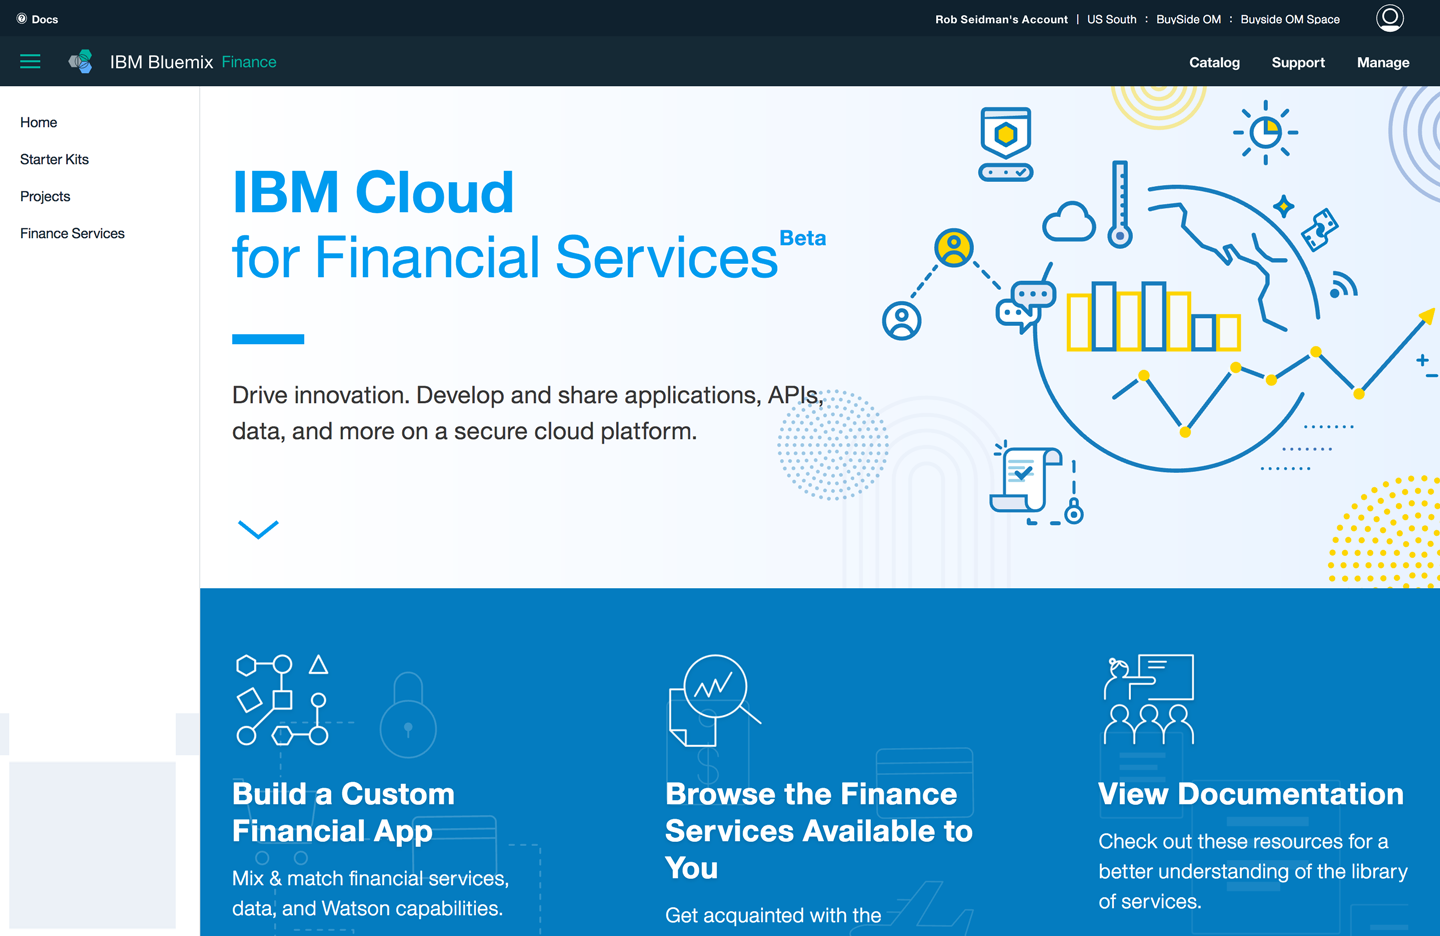 Docs
Rob Seidman's Account | US South : BuySide OM : Buyside OM Space
IBM Bluemix Finance
Catalog Support Manage
Home
Starter Kits
Projects
Finance Services
IBM Cloud
for Financial Services Beta
Drive innovation. Develop and share applications, APIs,
data, and more on a secure cloud platform.
Build a Custom
Financial App
Mix & match financial services,
data, and Watson capabilities.
Browse the Finance
Services Available to
You
Get acquainted with the
View Documentation
Check out these resources for a
better understanding of the library
of services.